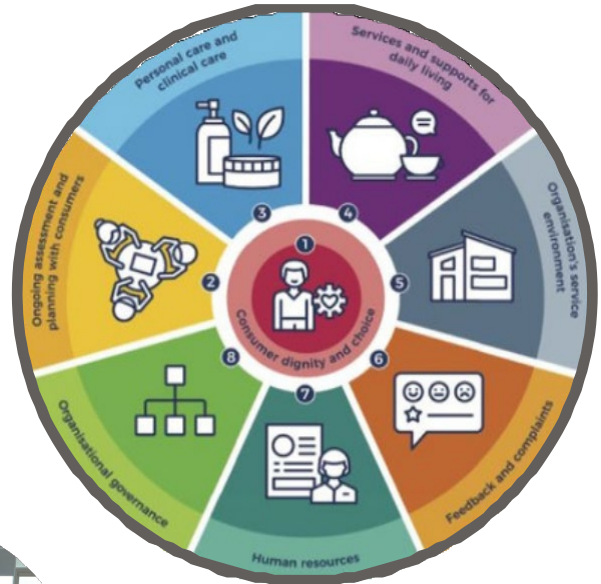 1
Consumer dignity and choice
2
Ongoing assessment and
planning with consumers
3
Personal care and
clinical care
4
Services and supports for
daily living
5
Organisation's service
environment
6
Feedback and complaints
7
Human resources
8
Organisational governance